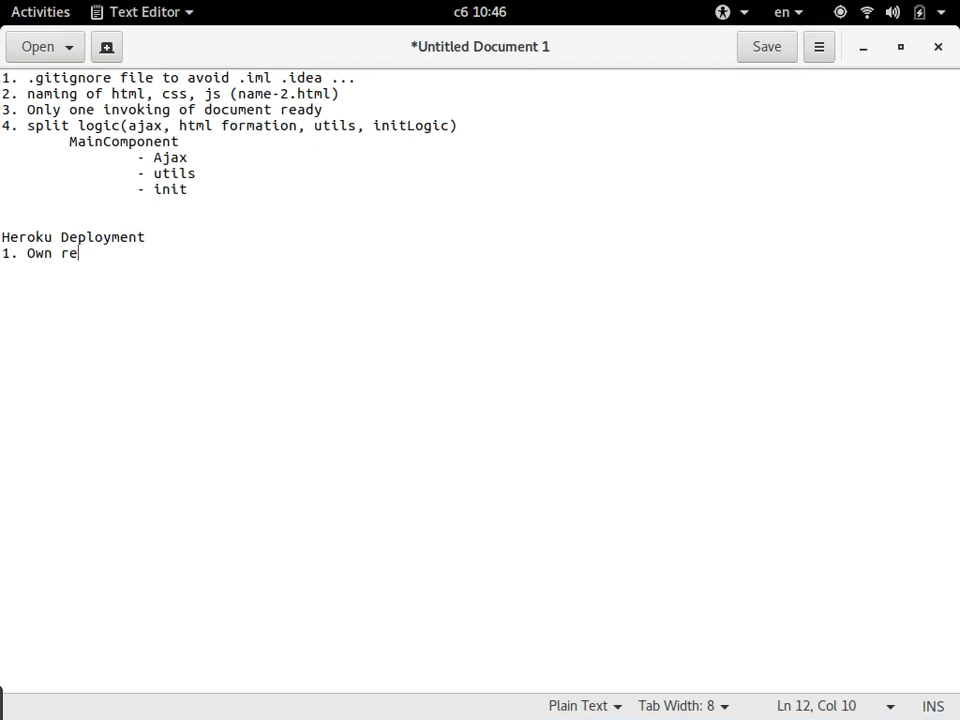 Activities Text Editor сб 10:46 en
Open *Untitled Document 1 Save
1. .gitignore file to avoid .iml .idea ...
2. naming of html, css, js (name-2.html)
3. Only one invoking of document ready
4. split logic(ajax, html formation, utils, initLogic)
MainComponent
- Ajax
- utils
- init
Heroku Deployment
1. Own re
Plain Text Tab Width: 8 Ln 12, Col 10 INS